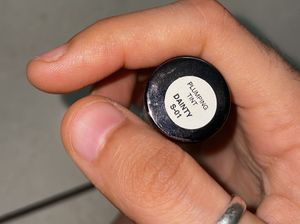 PLUMPING
TINT
DAINTY
S-01